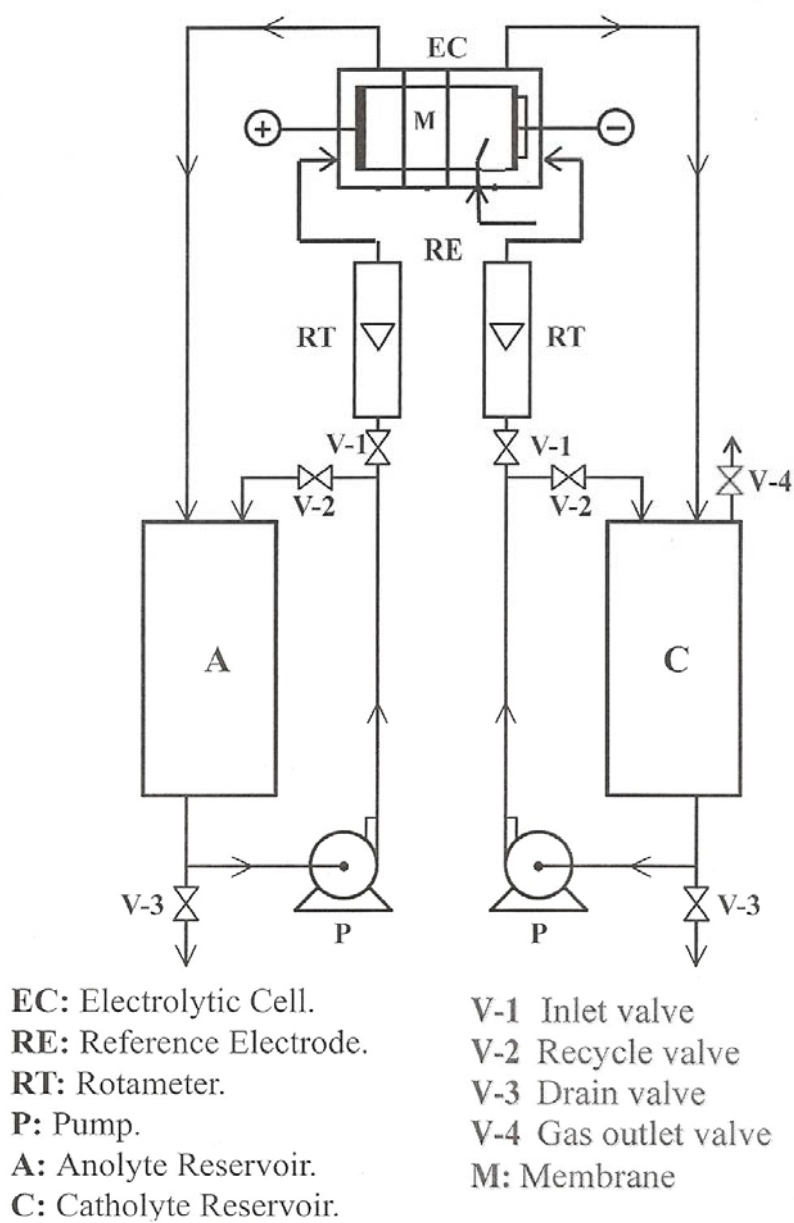 EC
+
M
−
RE
RT
RT
V-1
V-1
V-2
V-2
V-4
A
C
V-3
V-3
P
P
EC: Electrolytic Cell.
RE: Reference Electrode.
RT: Rotameter.
P: Pump.
A: Anolyte Reservoir.
C: Catholyte Reservoir.
V-1 Inlet valve
V-2 Recycle valve
V-3 Drain valve
V-4 Gas outlet valve
M: Membrane